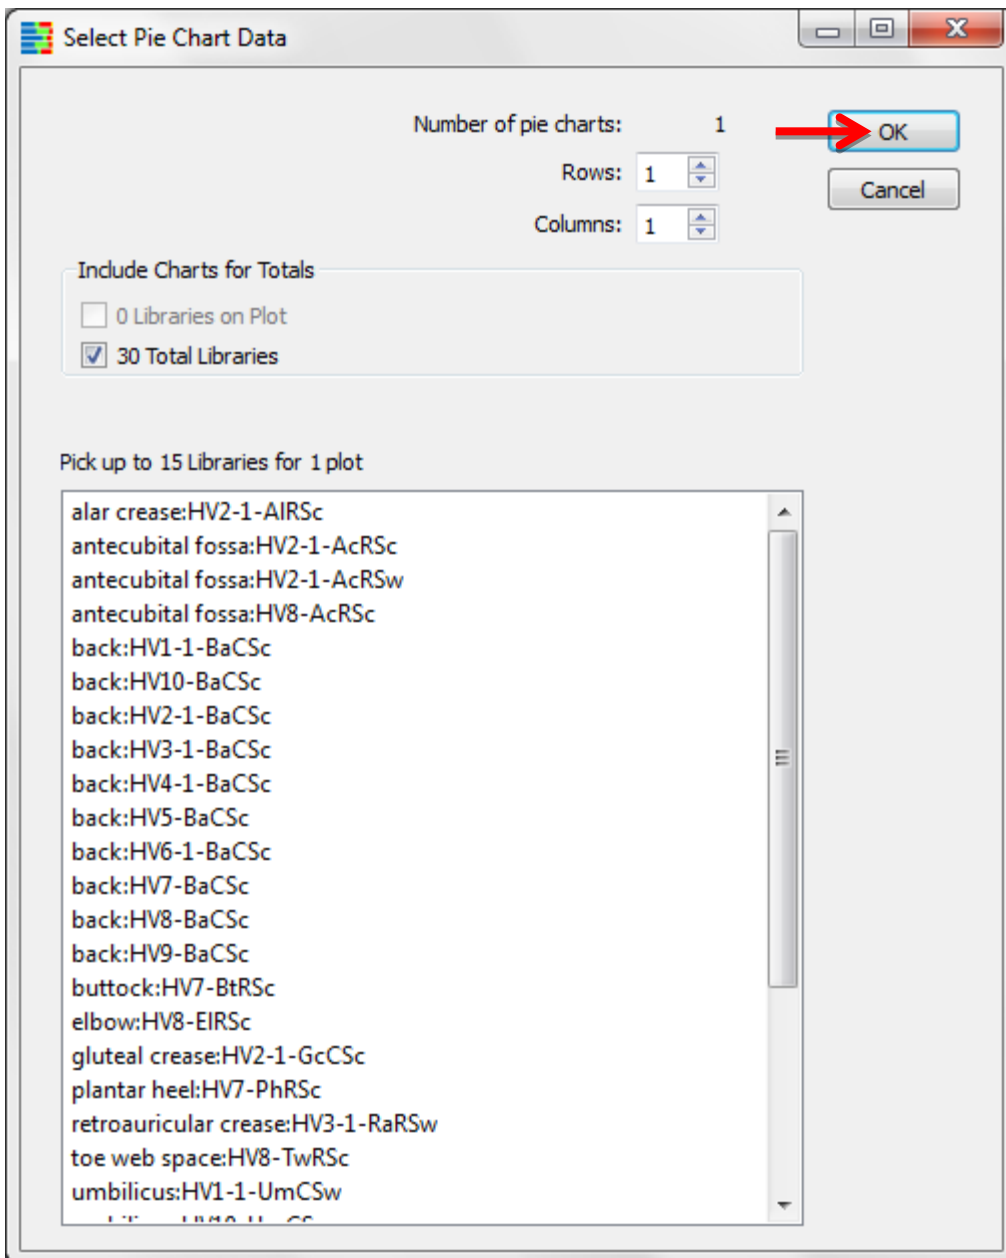 Select Pie Chart Data
Number of pie charts: 1
OK
Rows: 1
Cancel
Columns: 1
Include Charts for Totals
0 Libraries on Plot
30 Total Libraries
Pick up to 15 Libraries for 1 plot
alar crease:HV2-1-AlRSc
antecubital fossa:HV2-1-AcRSc
antecubital fossa:HV2-1-AcRSw
antecubital fossa:HV8-AcRSc
back:HV1-1-BaCSc
back:HV10-BaCSc
back:HV2-1-BaCSc
back:HV3-1-BaCSc
back:HV4-1-BaCSc
back:HV5-BaCSc
back:HV6-1-BaCSc
back:HV7-BaCSc
back:HV8-BaCSc
back:HV9-BaCSc
buttock:HV7-BtRSc
elbow:HV8-ElRSc
gluteal crease:HV2-1-GcCSc
plantar heel:HV7-PhRSc
retroauricular crease:HV3-1-RaRSw
toe web space:HV8-TwRSc
umbilicus:HV1-1-UmCSw